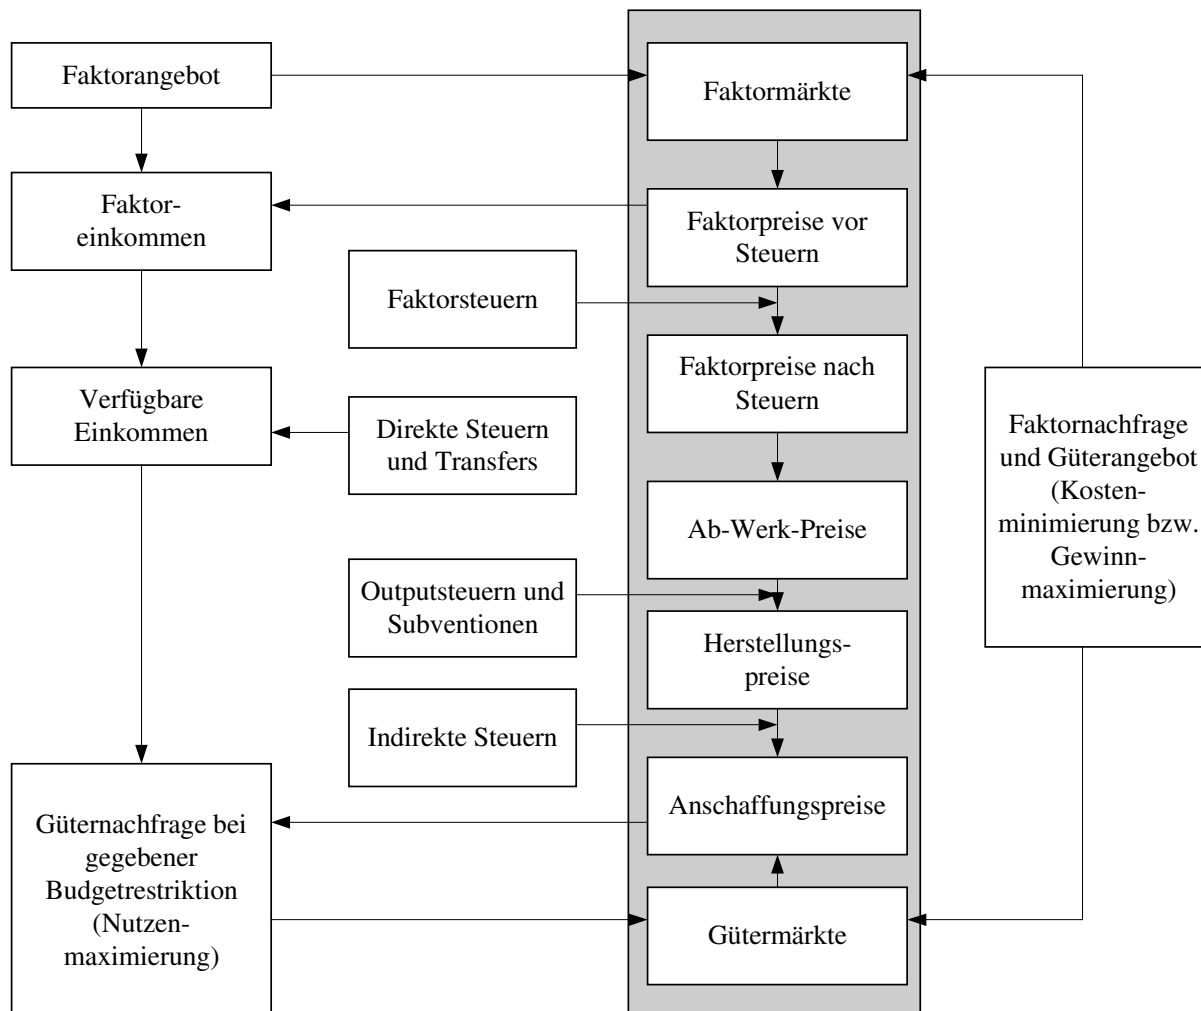 Faktorangebot
Faktormärkte
Faktor-
einkommen
Faktorpreise vor
Steuern
Faktorsteuern
Faktorpreise nach
Steuern
Verfügbare
Einkommen
Direkte Steuern
und Transfers
Faktornachfrage
und Güterangebot
(Kosten-
minimierung bzw.
Gewinn-
maximierung)
Ab-Werk-Preise
Outputsteuern und
Subventionen
Herstellungs-
preise
Indirekte Steuern
Anschaffungspreise
Güternachfrage bei
gegebener
Budgetrestriktion
(Nutzen-
maximierung)
Gütermärkte